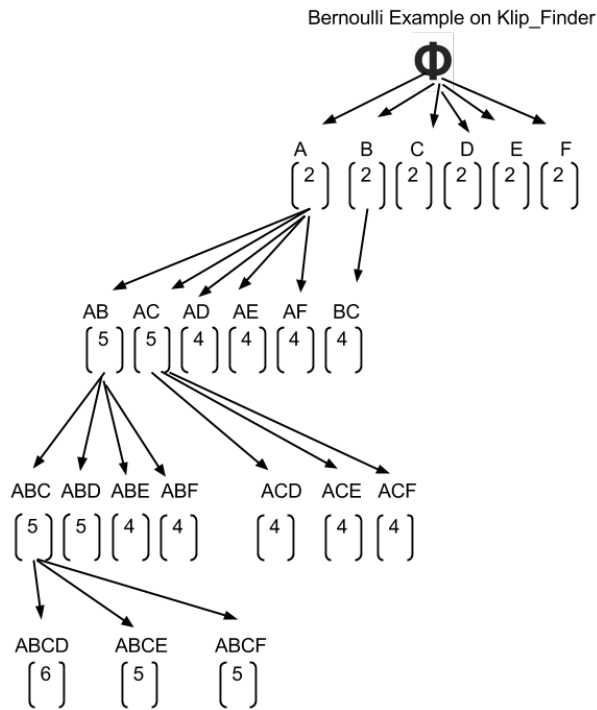 Bernoulli Example on Klip_Finder
Φ
A B C D E F
[2] [2] [2] [2] [2] [2]
AB AC AD AE AF BC
[5] [5] [4] [4] [4] [4]
ABC ABD ABE ABF ACD ACE ACF
[5] [5] [4] [4] [4] [4] [4]
ABCD ABCE ABCF
[6] [5] [5]